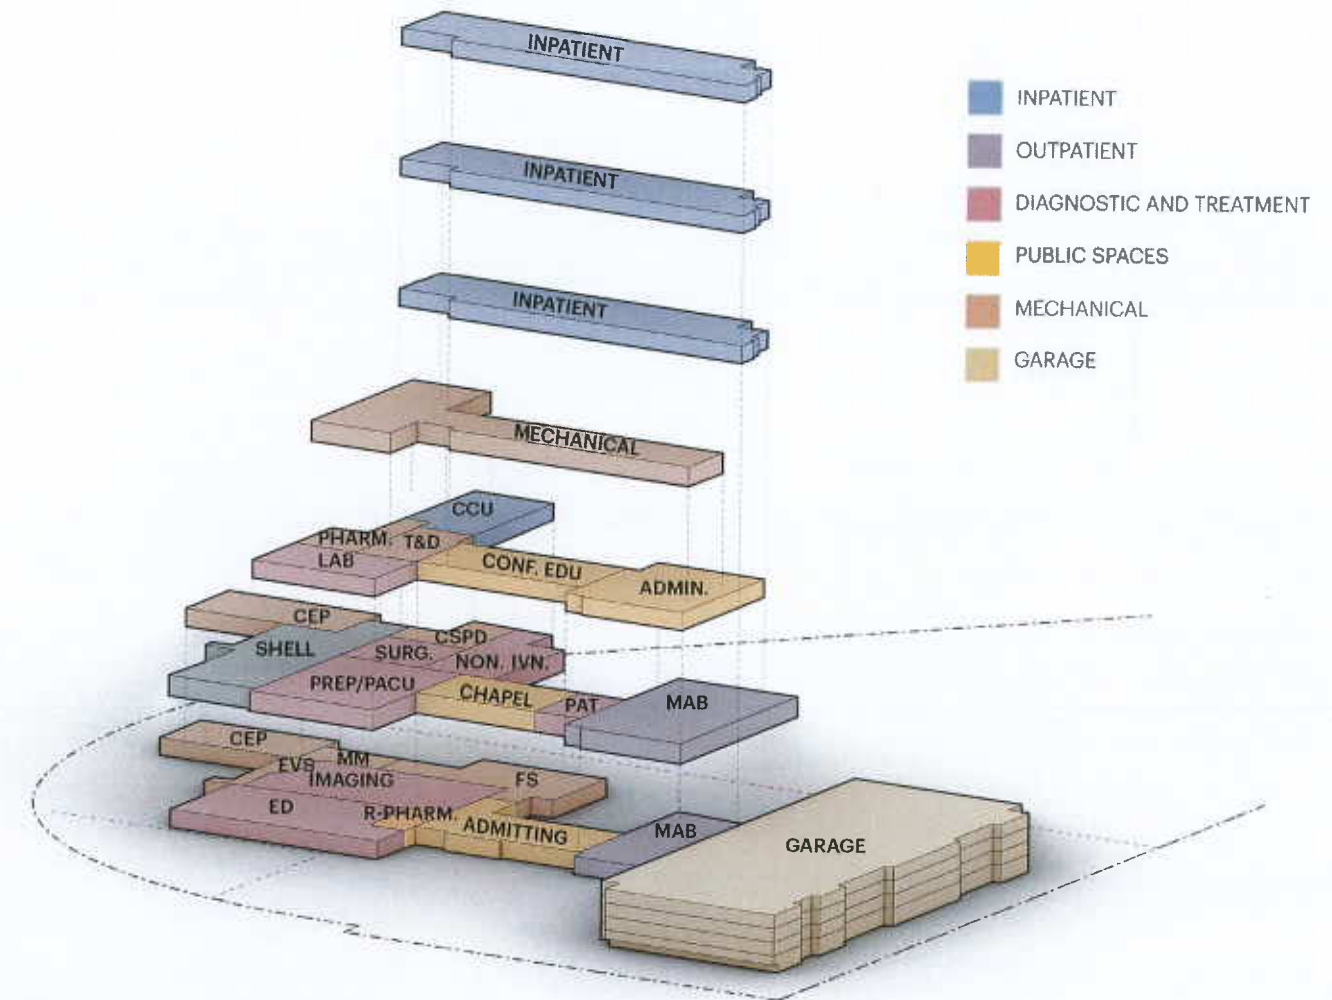 INPATIENT
INPATIENT
INPATIENT
MECHANICAL
CCU
PHARM. T&D
LAB
CONF. EDU
ADMIN.
CEP
SHELL
CSPD
SURG.
NON. IVN.
PREP/PACU
CHAPEL
PAT
MAB
CEP
EVS
MM
IMAGING
FS
ED
R-PHARM.
ADMITTING
MAB
GARAGE
INPATIENT
OUTPATIENT
DIAGNOSTIC AND TREATMENT
PUBLIC SPACES
MECHANICAL
GARAGE